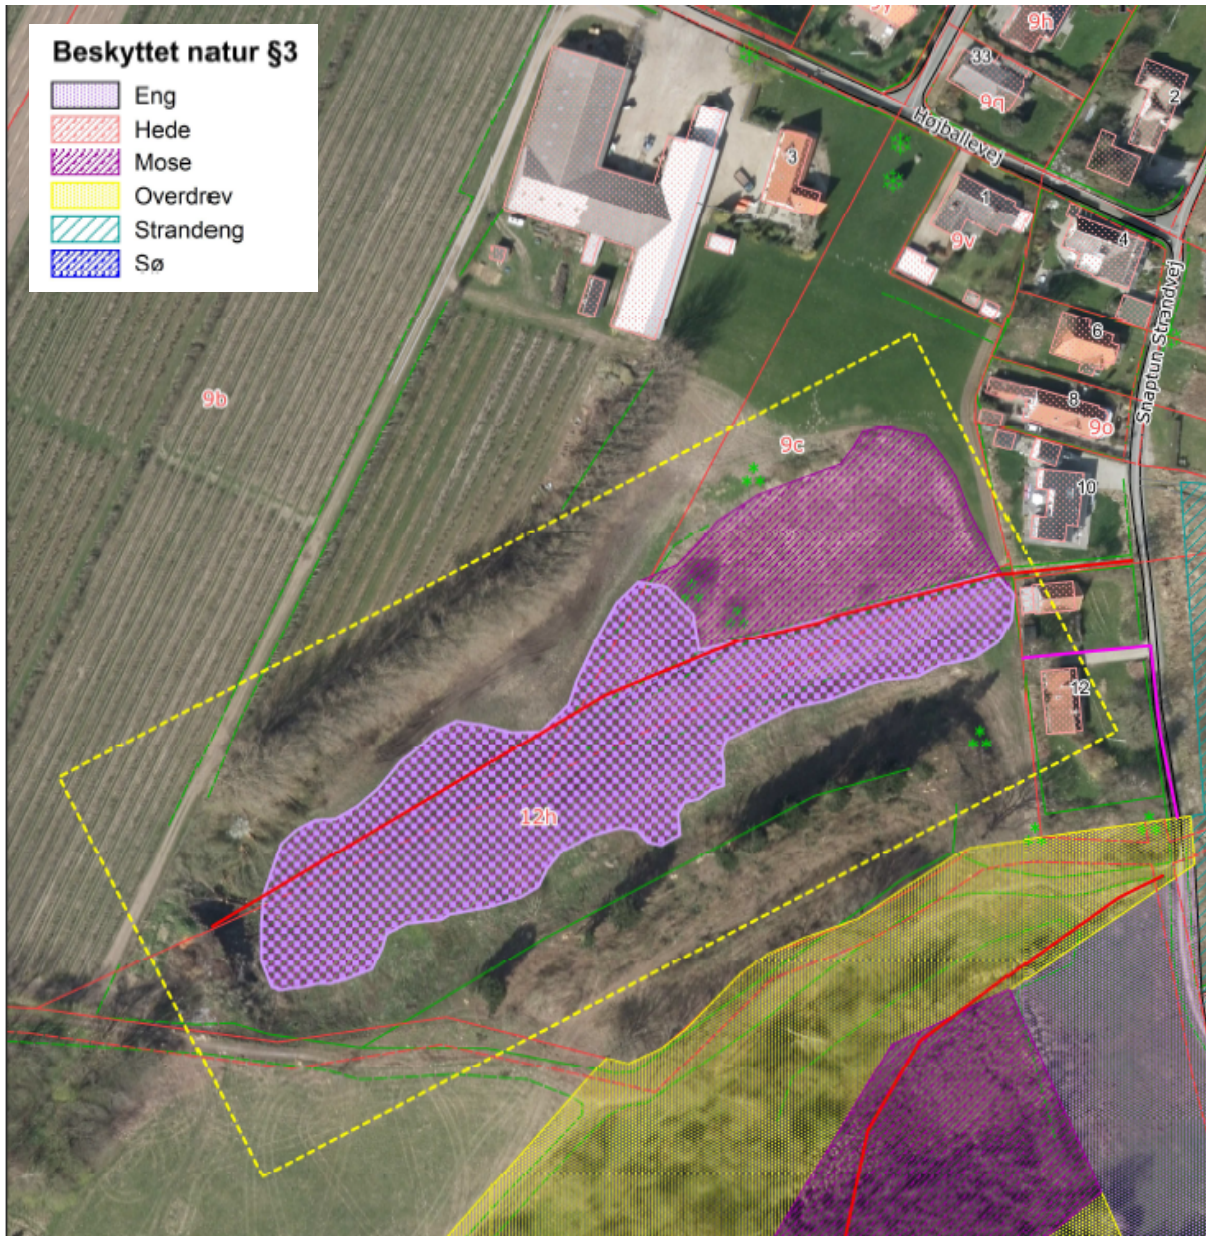 Beskyttet natur §3
Eng
Hede
Mose
Overdrev
Strandeng
Sø
9h
33
9q
2
Højballevej
3
1
9v
4
Snaptun Strandvej
6
9b
8
9o
9c
10
12
12h